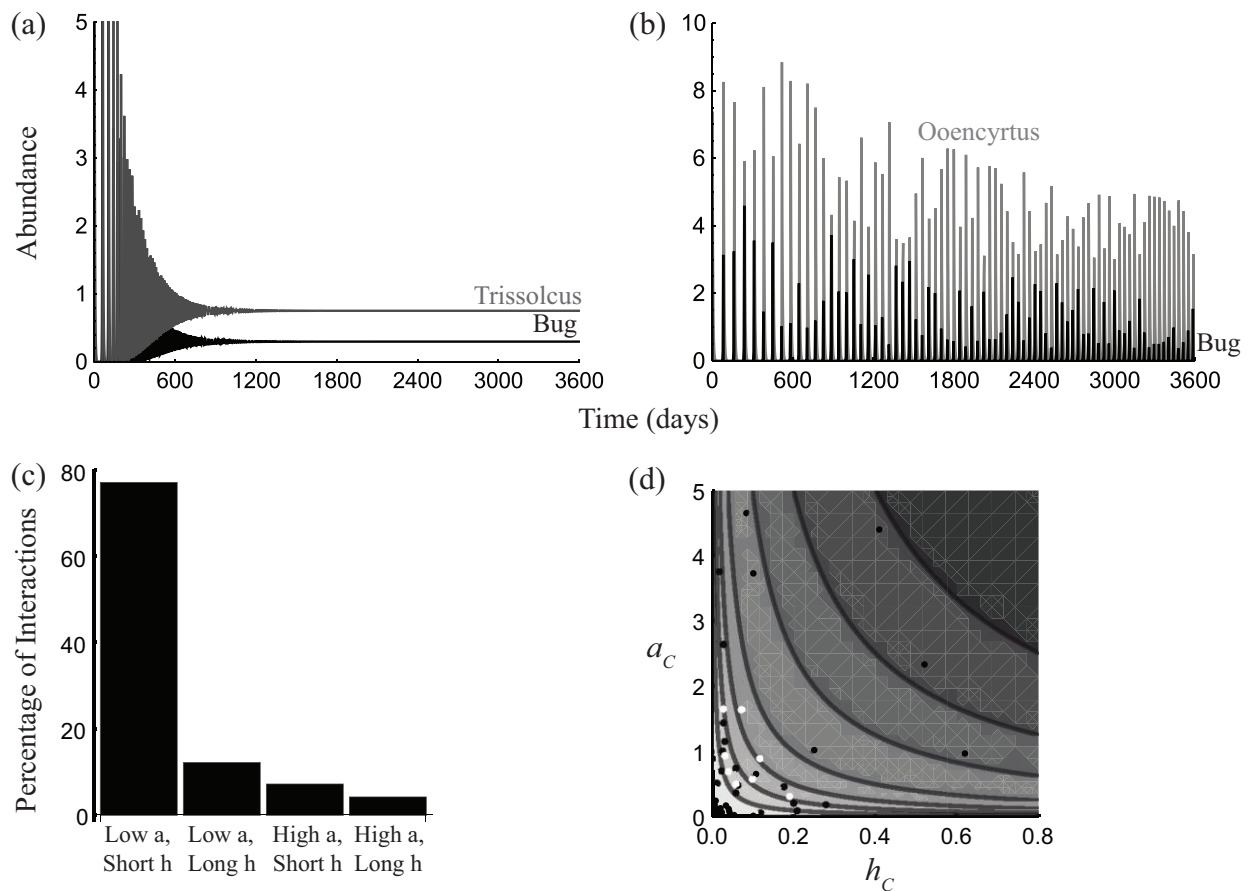 (a)
5
4
3
2
1
0
Abundance
Trissolcus
Bug
0 600 1200 1800 2400 3000 3600
(b)
10
8
6
4
2
0
Ooencyrtus
Bug
0 600 1200 1800 2400 3000 3600
Time (days)
(c)
80
60
40
20
0
Percentage of Interactions
Low a, Short h
Low a, Long h
High a, Short h
High a, Long h
(d)
5
4
3
2
1
0
a_C
0.0 0.2 0.4 0.6 0.8
h_C